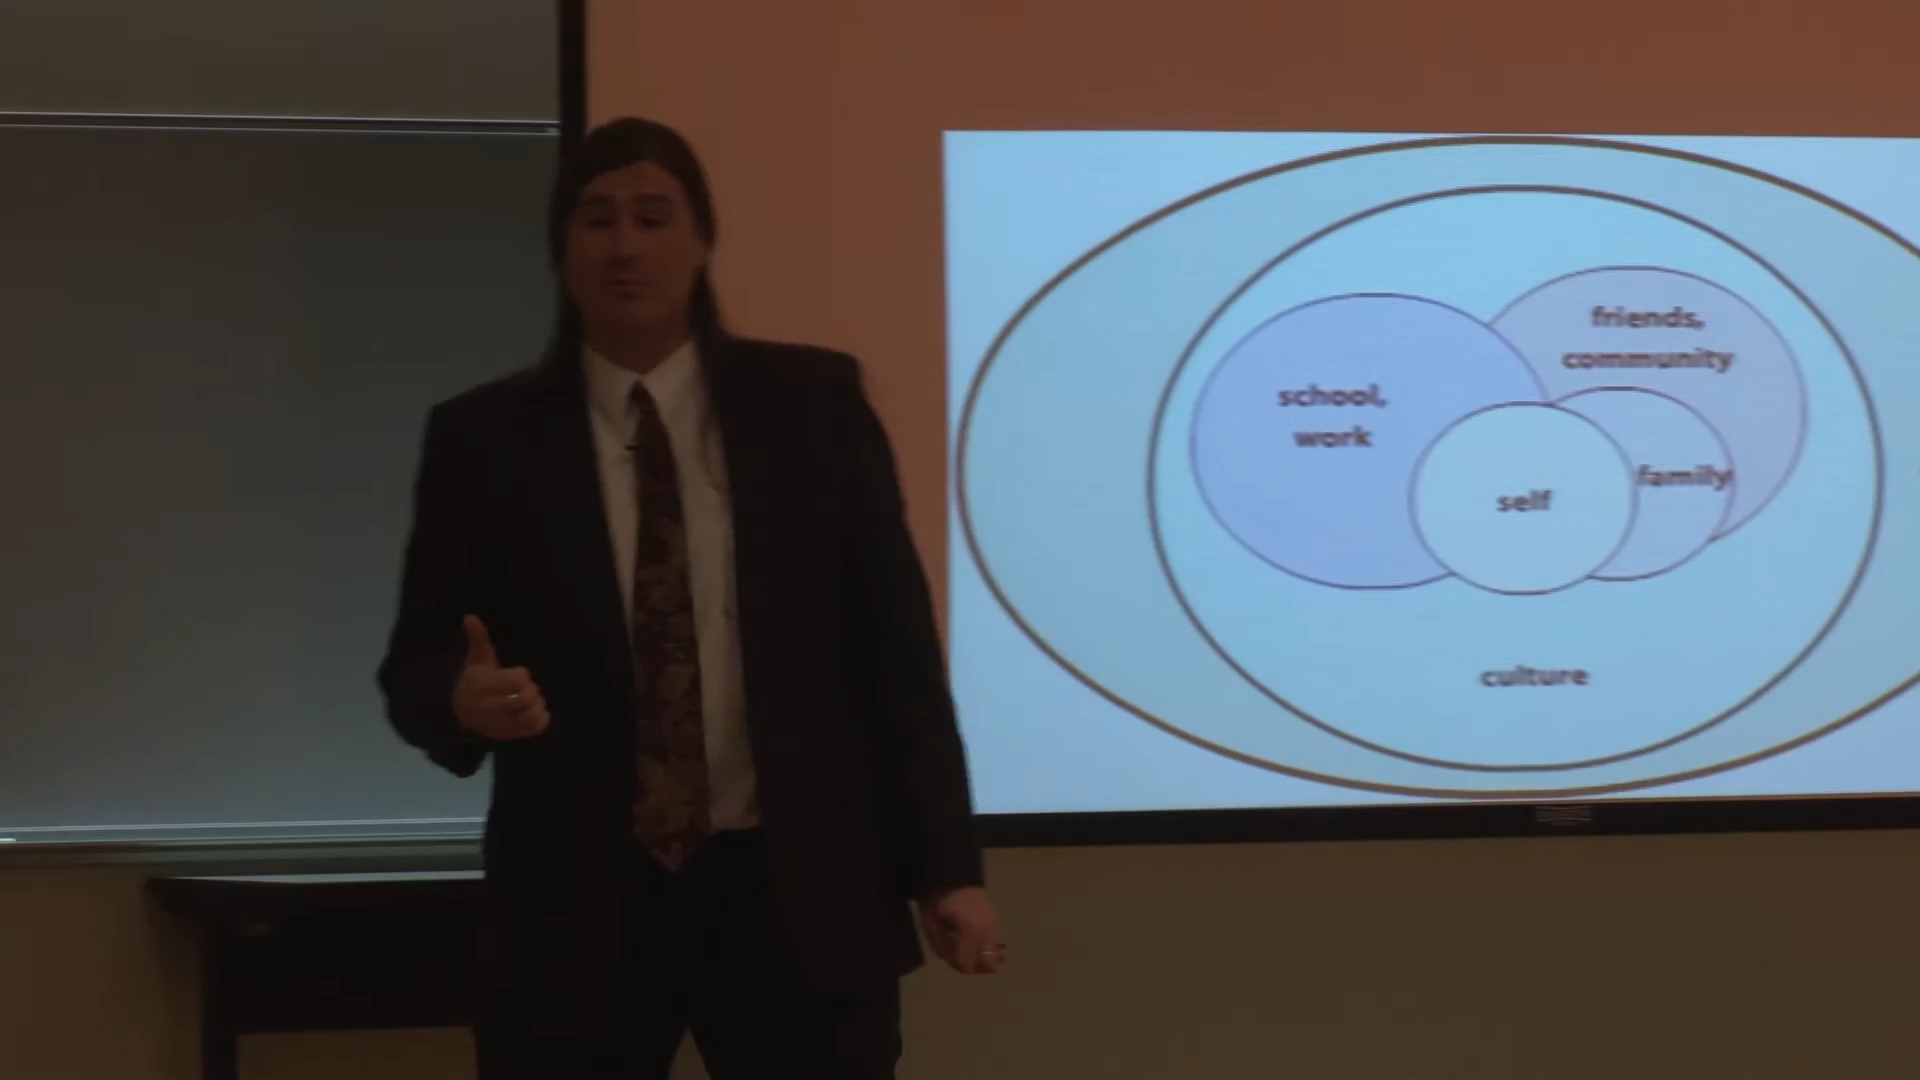 friends,
community
school,
work
family
self
culture